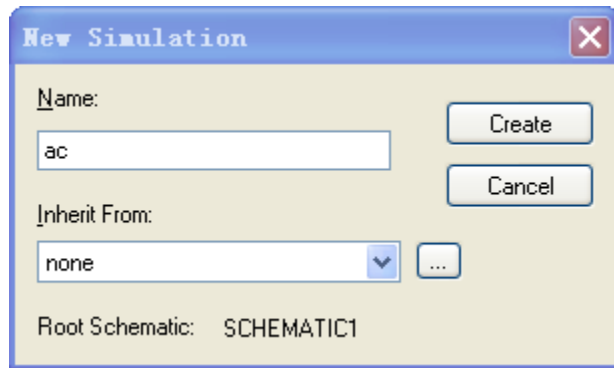 New Simulation
Name:
Create
ac
Cancel
Inherit From:
none
...
Root Schematic: SCHEMATIC1